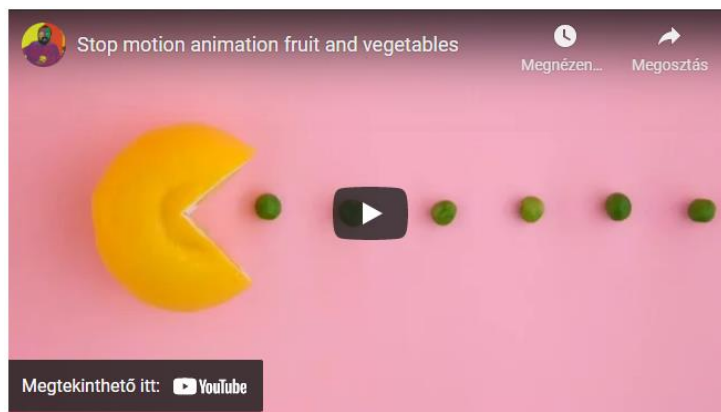 Stop motion animation fruit and vegetables
Megnézen...
Megosztás
Megtekinthető itt: YouTube